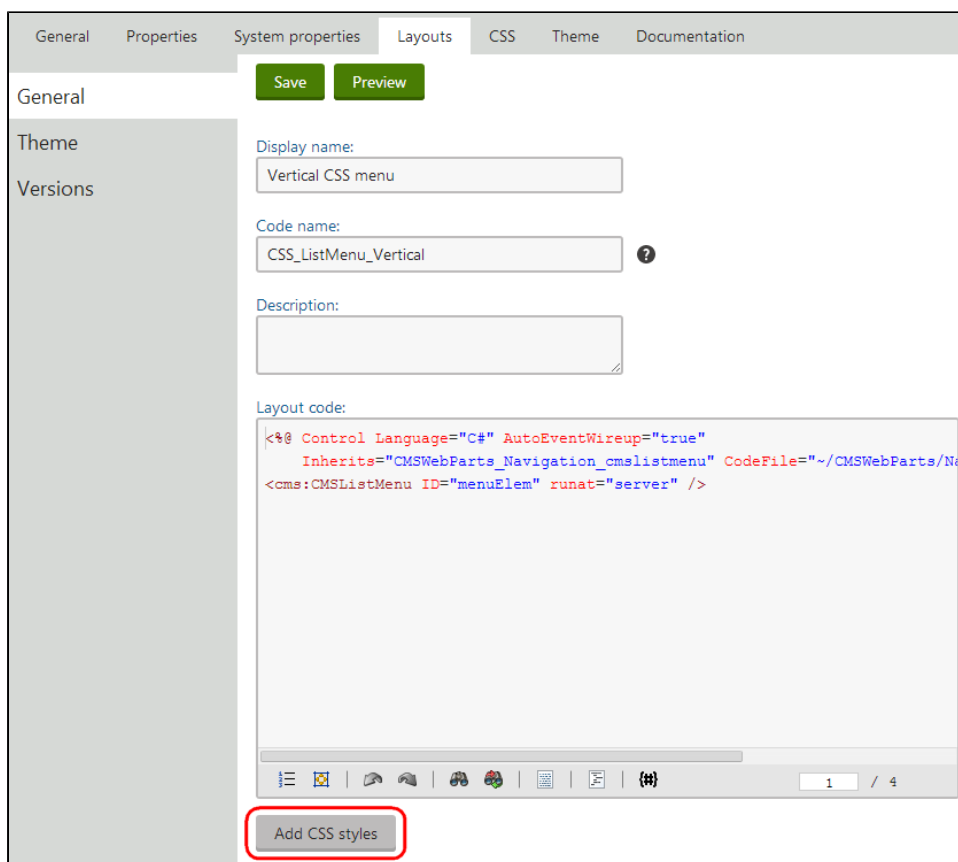 General Properties System properties Layouts CSS Theme Documentation
General
Theme
Versions
Save Preview
Display name:
Vertical CSS menu
Code name:
CSS_ListMenu_Vertical ?
Description:
Layout code:
<%@ Control Language="C#" AutoEventWireup="true"
Inherits="CMSWebParts_Navigation_cmslistmenu" CodeFile="~/CMSWebParts/Na
<cms:CMSListMenu ID="menuElem" runat="server" />
{#} 1 / 4
Add CSS styles